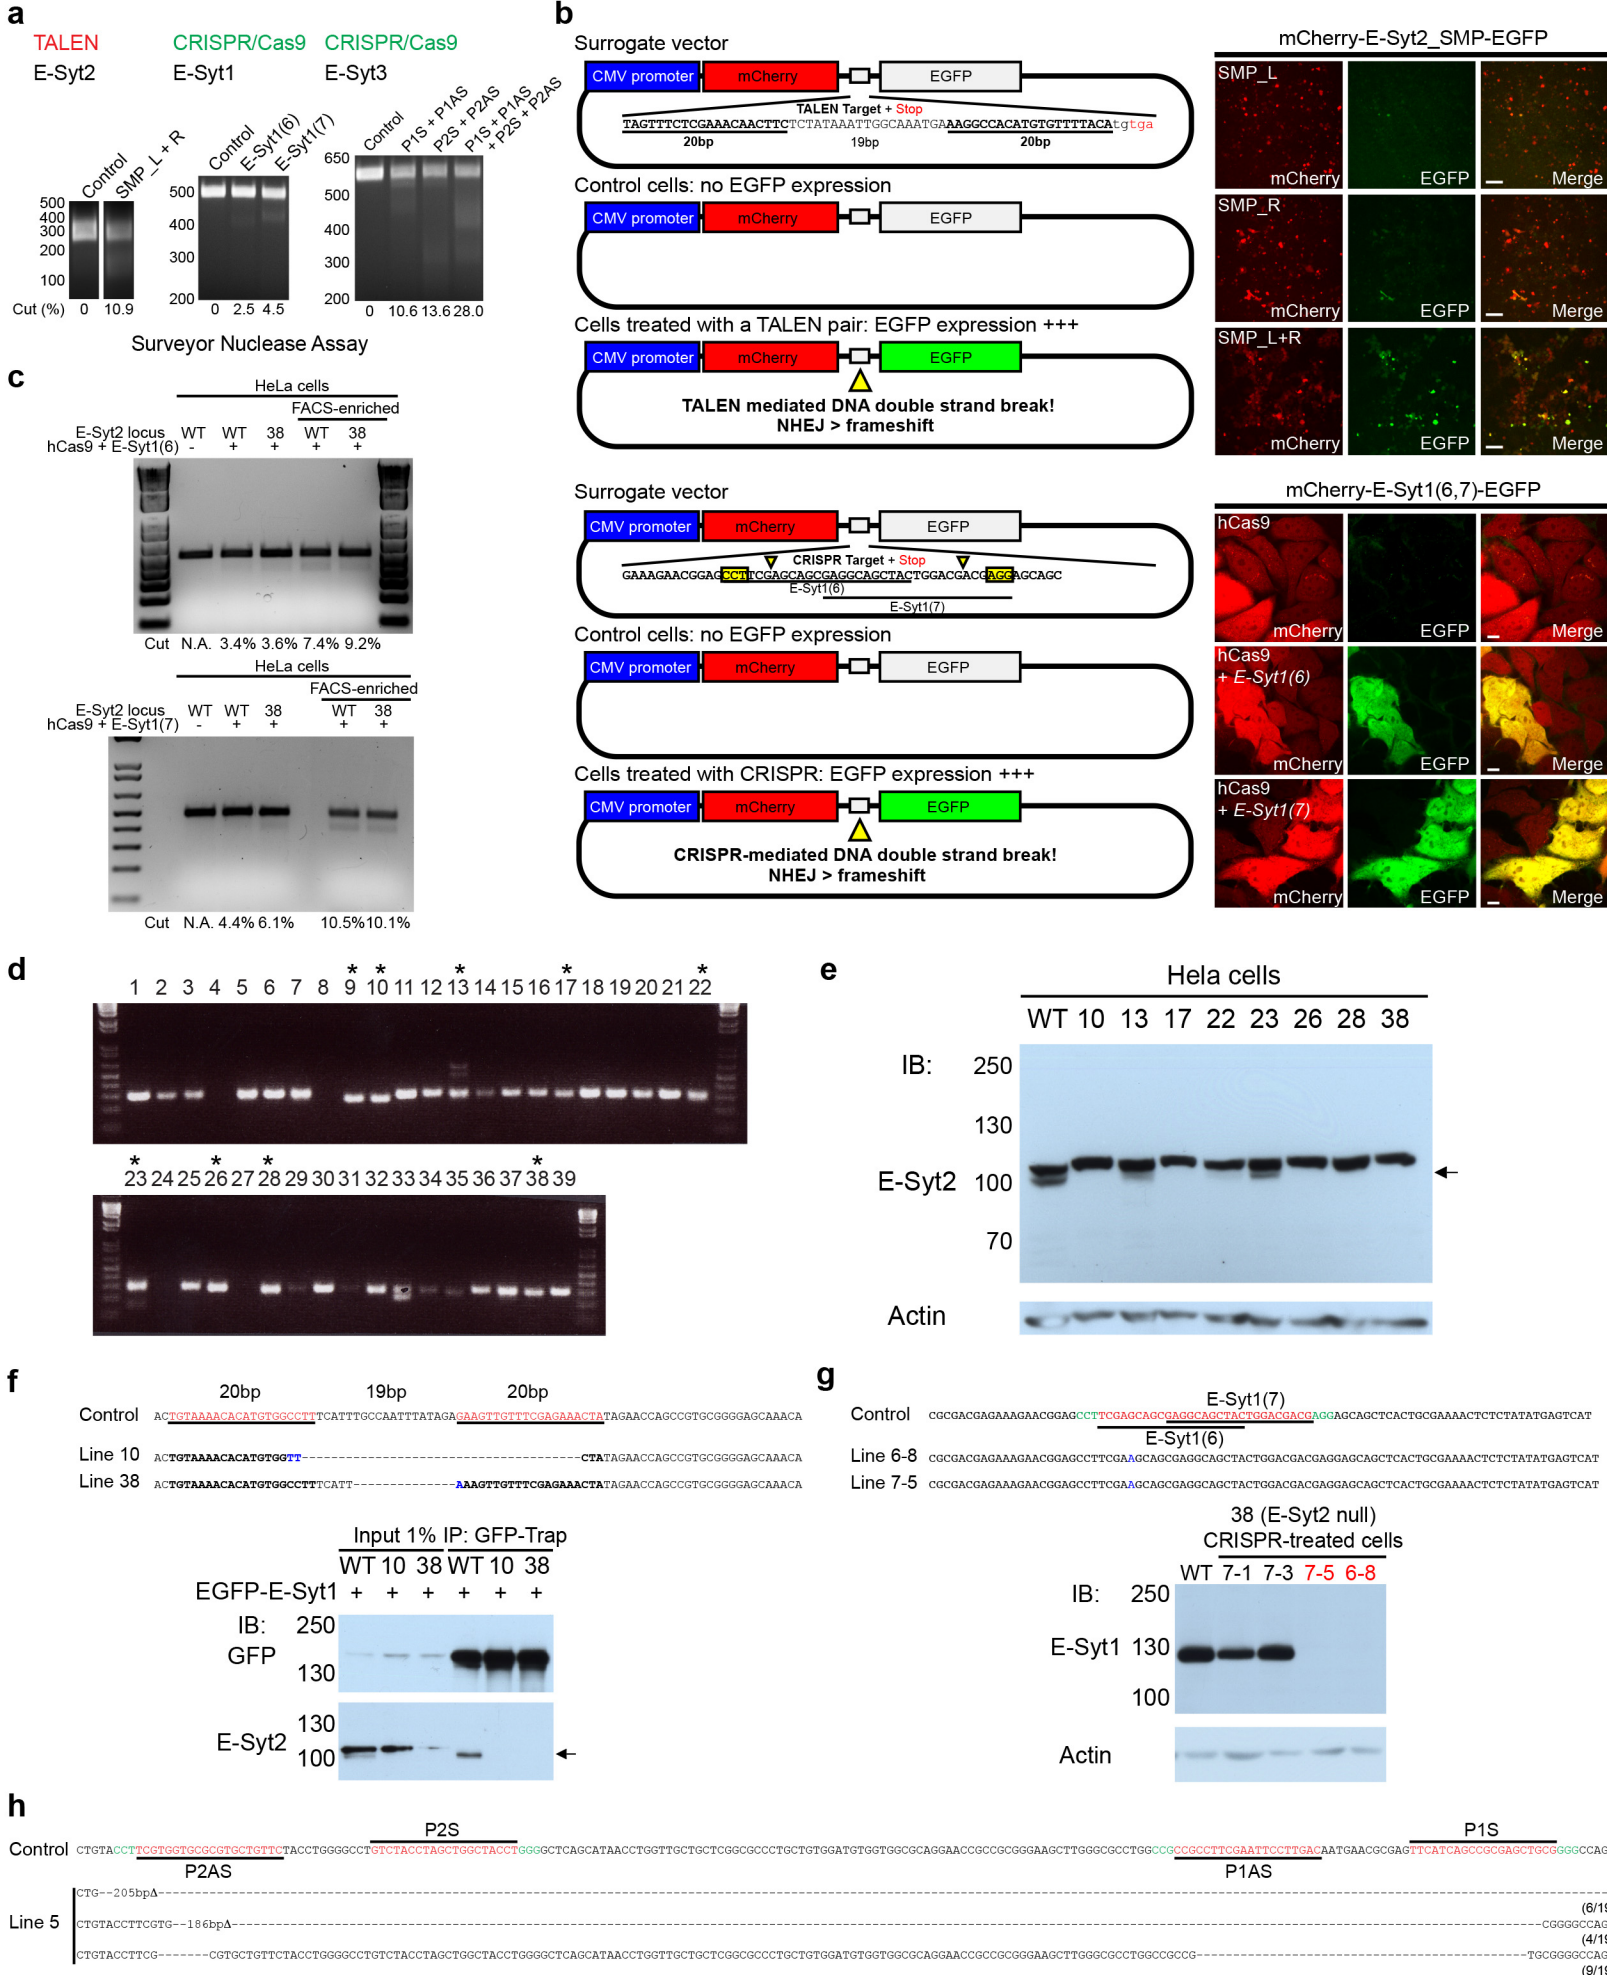 a
TALEN CRISPR/Cas9 CRISPR/Cas9
E-Syt2 E-Syt1 E-Syt3
Control SMP_L + R
500
400
300
200
100
Control E-Syt1(6) E-Syt1(7)
500
400
300
200
Control P1S + P1AS P2S + P2AS P1S + P1AS + P2S + P2AS
650
500
400
300
200
Cut (%) 0 10.9 0 2.5 4.5 0 10.6 13.6 28.0
Surveyor Nuclease Assay
b
Surrogate vector
CMV promoter mCherry EGFP
TALEN Target + Stop
TAGTTTCTCGAAACAACTTCTCTATAAATTGGCAAATGAAAGGCCACATGTGTTTTACAtgtga
20bp 19bp 20bp
Control cells: no EGFP expression
CMV promoter mCherry EGFP
Cells treated with a TALEN pair: EGFP expression +++
CMV promoter mCherry EGFP
TALEN mediated DNA double strand break!
NHEJ > frameshift
Surrogate vector
CMV promoter mCherry EGFP
CRISPR Target + Stop
GAAAGAACGGAGCCTTCGAGCAGCGAGGCAGCTACTGGACGACGAGGAGCAGC
E-Syt1(6)
E-Syt1(7)
Control cells: no EGFP expression
CMV promoter mCherry EGFP
Cells treated with CRISPR: EGFP expression +++
CMV promoter mCherry EGFP
CRISPR-mediated DNA double strand break!
NHEJ > frameshift
mCherry-E-Syt2_SMP-EGFP
SMP_L
mCherry EGFP Merge
SMP_R
mCherry EGFP Merge
SMP_L+R
mCherry EGFP Merge
mCherry-E-Syt1(6,7)-EGFP
hCas9
mCherry EGFP Merge
hCas9
+ E-Syt1(6)
mCherry EGFP Merge
hCas9
+ E-Syt1(7)
mCherry EGFP Merge
c
HeLa cells
FACS-enriched
E-Syt2 locus WT WT 38 WT 38
hCas9 + E-Syt1(6) - + + + +
Cut N.A. 3.4% 3.6% 7.4% 9.2%
HeLa cells
FACS-enriched
E-Syt2 locus WT WT 38 WT 38
hCas9 + E-Syt1(7) - + + + +
Cut N.A. 4.4% 6.1% 10.5% 10.1%
d
* * * * *
1 2 3 4 5 6 7 8 9 10 11 12 13 14 15 16 17 18 19 20 21 22
* * * *
23 24 25 26 27 28 29 30 31 32 33 34 35 36 37 38 39
e
Hela cells
WT 10 13 17 22 23 26 28 38
IB: 250
130
E-Syt2 100
70
Actin
f
20bp 19bp 20bp
Control ACTGTAAAACACATGTGGCCTTTCATTTGCCAATTTATAGAGAAGTTGTTTCGAGAAACTATAGAACCAGCCGTGCGGGGAGCAAACA
Line 10 ACTGTAAAACACATGTGGTT--------------------------------------CTATAGAACCAGCCGTGCGGGGAGCAAACA
Line 38 ACTGTAAAACACATGTGGCCTTTCATT--------------AAAGTTGTTTCGAGAAACTATAGAACCAGCCGTGCGGGGAGCAAACA
Input 1% IP: GFP-Trap
WT 10 38 WT 10 38
EGFP-E-Syt1 + + + + + +
IB: 250
GFP
130
130
E-Syt2
100
g
E-Syt1(7)
Control CGCGACGAGAAAGAACGGAGCCTTCGAGCAGCGAGGCAGCTACTGGACGACGAGGAGCAGCTCACTGCGAAAACTCTCTATATGAGTCAT
E-Syt1(6)
Line 6-8 CGCGACGAGAAAGAACGGAGCCTTCGAAGCAGCGAGGCAGCTACTGGACGACGAGGAGCAGCTCACTGCGAAAACTCTCTATATGAGTCAT
Line 7-5 CGCGACGAGAAAGAACGGAGCCTTCGAAGCAGCGAGGCAGCTACTGGACGACGAGGAGCAGCTCACTGCGAAAACTCTCTATATGAGTCAT
38 (E-Syt2 null)
CRISPR-treated cells
WT 7-1 7-3 7-5 6-8
IB: 250
E-Syt1 130
100
Actin
h
P2S P1S
Control CTGTACCTTCGTGGTGCGCGTGCTGTTCTACCTGGGGCCTGTCTACCTAGCTGGCTACCTGGGGCTCAGCATAACCTGGTTGCTGCTCGGCGCCCTGCTGTGGATGTGGTGGCGCAGGAACCGCCGCGGGAAGCTTGGGCGCCTGGCCGCCGCCTTCGAATTCCTTGACAATGAACGCGAGTTCATCAGCCGCGAGCTGCGGGGCCAG
P2AS P1AS
CTG--205bpΔ--------
(6/19
Line 5 CTGTACCTTCGTG--186bpΔ--------CGGGGCCAG
(4/19
CTGTACCTTCG-------CGTGCTGTTCTACCTGGGGCCTGTCTACCTAGCTGGCTACCTGGGGCTCAGCATAACCTGGTTGCTGCTCGGCGCCCTGCTGTGGATGTGGTGGCGCAGGAACCGCCGCGGGAAGCTTGGGCGCCTGGCCGCCG--------TGCGGGGCCAG
(9/19